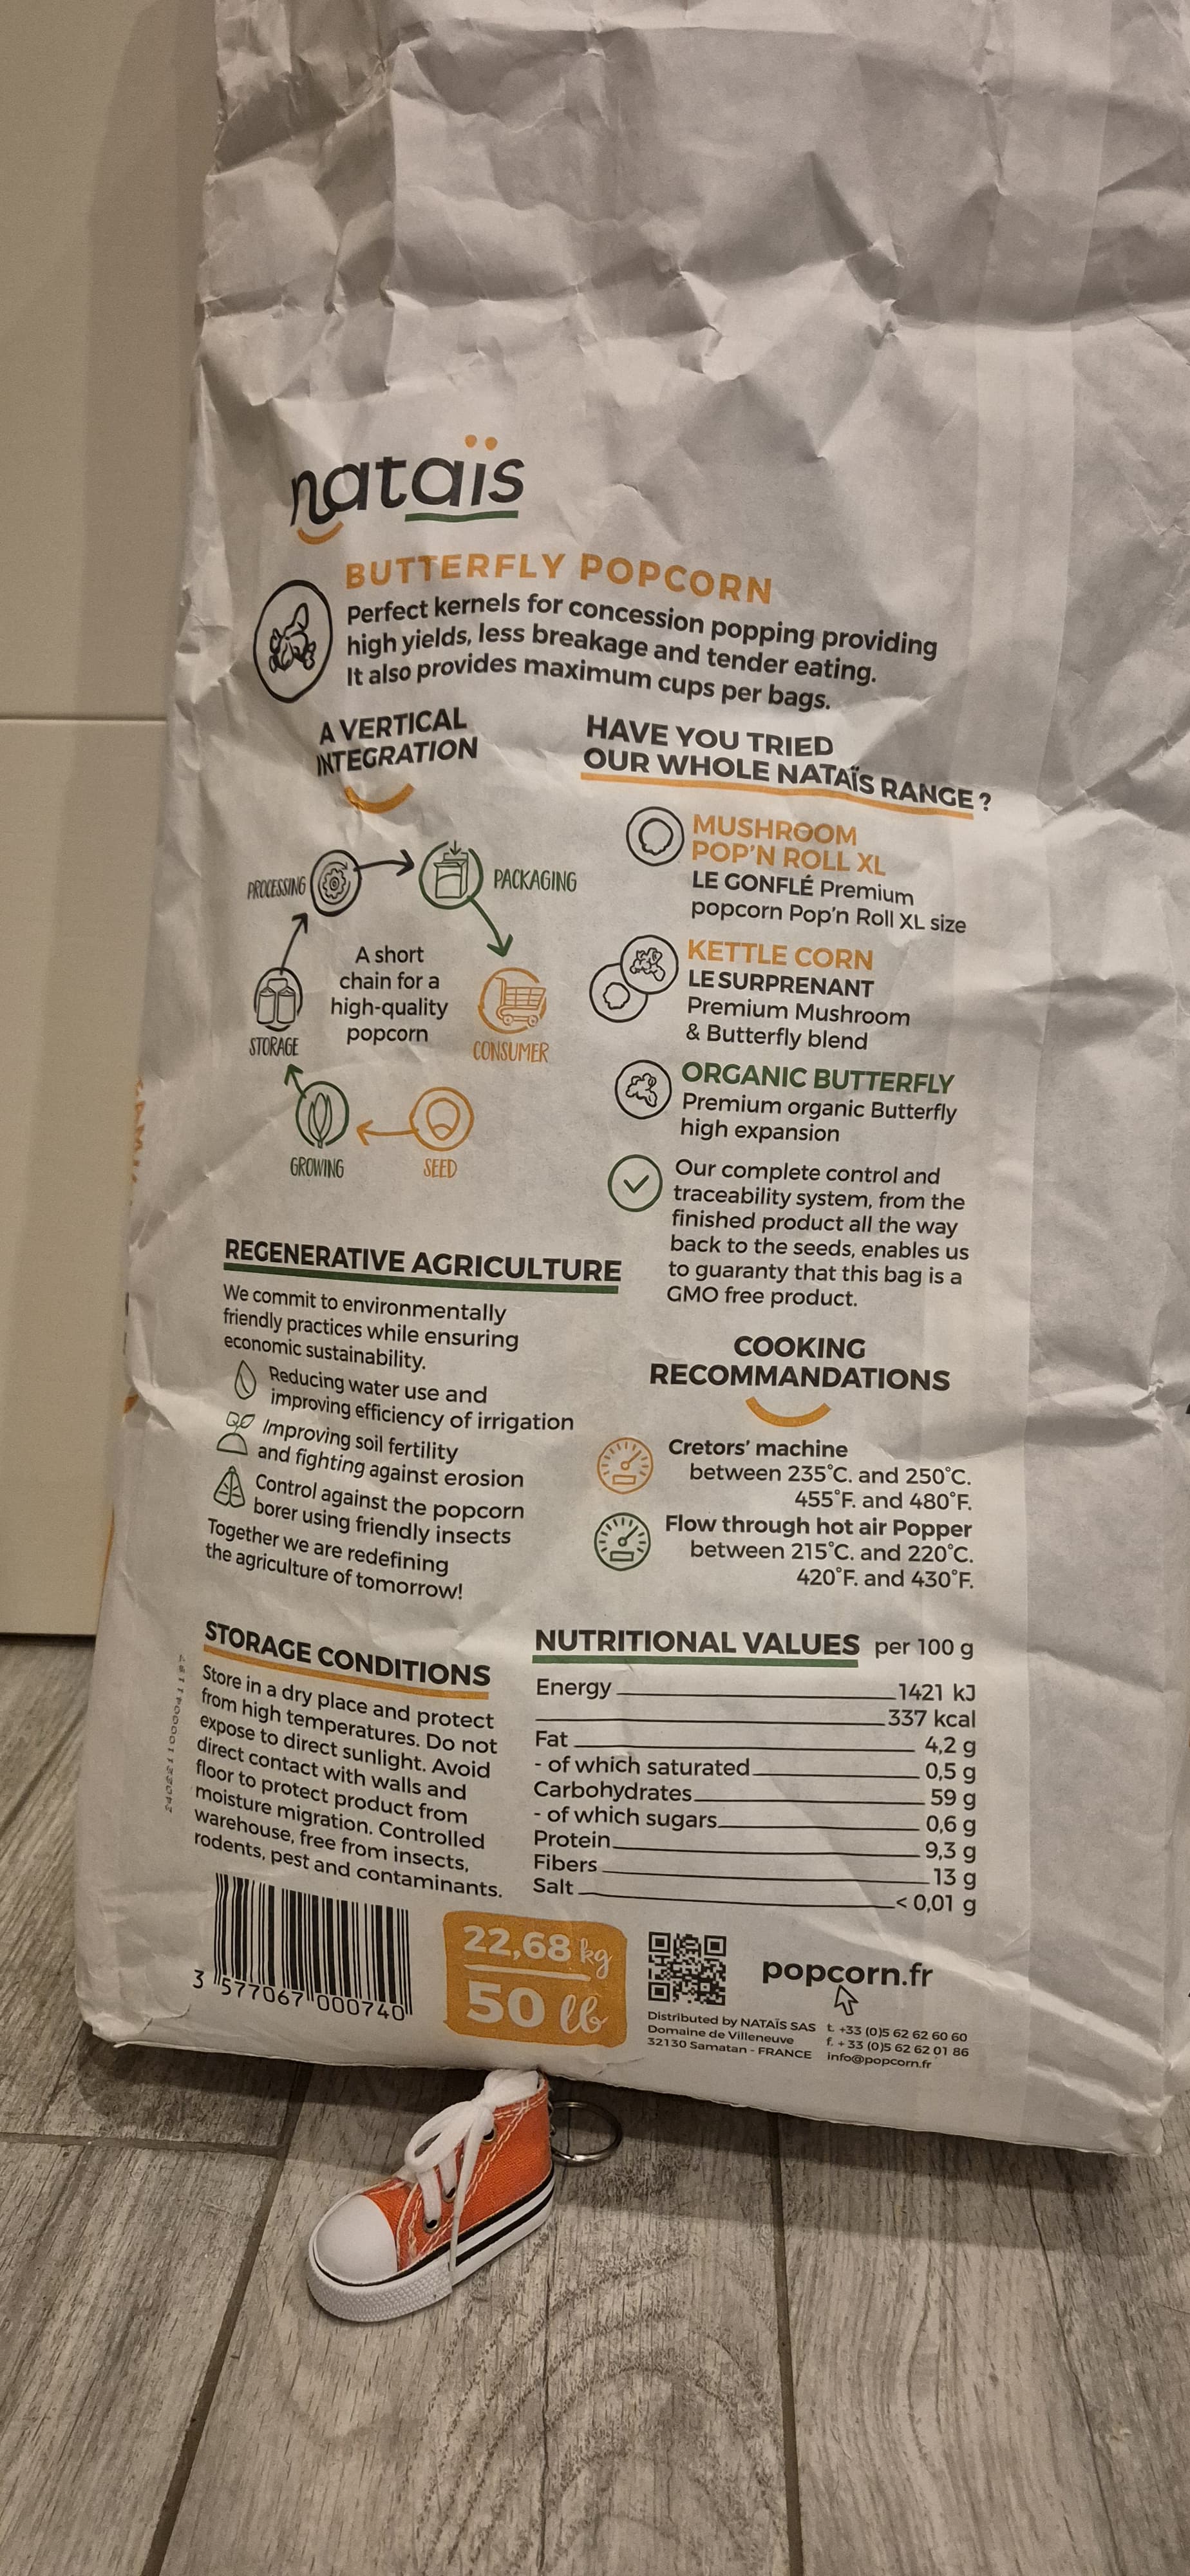 nataïs
BUTTERFLY POPCORN
Perfect kernels for concession popping providing
high yields, less breakage and tender eating.
It also provides maximum cups per bags.
A VERTICAL
INTEGRATION
PROCESSING
PACKAGING
A short
chain for a
high-quality
popcorn
STORAGE
CONSUMER
GROWING
SEED
HAVE YOU TRIED
OUR WHOLE NATAÏS RANGE ?
MUSHROOM
POP'N ROLL XL
LE GONFLÉ Premium
popcorn Pop'n Roll XL size
KETTLE CORN
LE SURPRENANT
Premium Mushroom
& Butterfly blend
ORGANIC BUTTERFLY
Premium organic Butterfly
high expansion
Our complete control and
traceability system, from the
finished product all the way
back to the seeds, enables us
to guaranty that this bag is a
GMO free product.
REGENERATIVE AGRICULTURE
We commit to environmentally
friendly practices while ensuring
economic sustainability.
Reducing water use and
improving efficiency of irrigation
Improving soil fertility
and fighting against erosion
Control against the popcorn
borer using friendly insects
Together we are redefining
the agriculture of tomorrow!
COOKING
RECOMMANDATIONS
Cretors' machine
between 235°C. and 250°C.
455°F. and 480°F.
Flow through hot air Popper
between 215°C. and 220°C.
420°F. and 430°F.
STORAGE CONDITIONS
Store in a dry place and protect
from high temperatures. Do not
expose to direct sunlight. Avoid
direct contact with walls and
floor to protect product from
moisture migration. Controlled
warehouse, free from insects,
rodents, pest and contaminants.
NUTRITIONAL VALUES per 100 g
Energy 1421 kJ
337 kcal
Fat 4,2 g
- of which saturated 0,5 g
Carbohydrates 59 g
- of which sugars 0,6 g
Protein 9,3 g
Fibers 13 g
Salt < 0,01 g
3 577067 000740
22,68 kg
50 lb
popcorn.fr
Distributed by NATAÏS SAS
Domaine de Villeneuve
32130 Samatan - FRANCE
t. +33 (0)5 62 62 60 60
f. + 33 (0)5 62 62 01 86
info@popcorn.fr